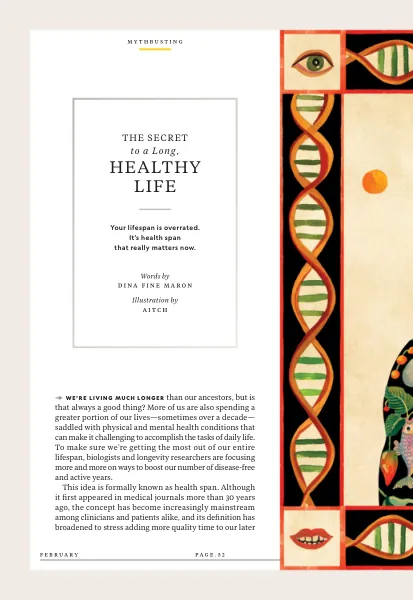 MYTHBUSTING
THE SECRET
to a Long,
HEALTHY
LIFE
Your lifespan is overrated.
It's health span
that really matters now.
Words by
DINA FINE MARON
Illustration by
AITCH
→ WE'RE LIVING MUCH LONGER than our ancestors, but is
that always a good thing? More of us are also spending a
greater portion of our lives—sometimes over a decade—
saddled with physical and mental health conditions that
can make it challenging to accomplish the tasks of daily life.
To make sure we're getting the most out of our entire
lifespan, biologists and longevity researchers are focusing
more and more on ways to boost our number of disease-free
and active years.
This idea is formally known as health span. Although
it first appeared in medical journals more than 30 years
ago, the concept has become increasingly mainstream
among clinicians and patients alike, and its definition has
broadened to stress adding more quality time to our later
FEBRUARY PAGE.52